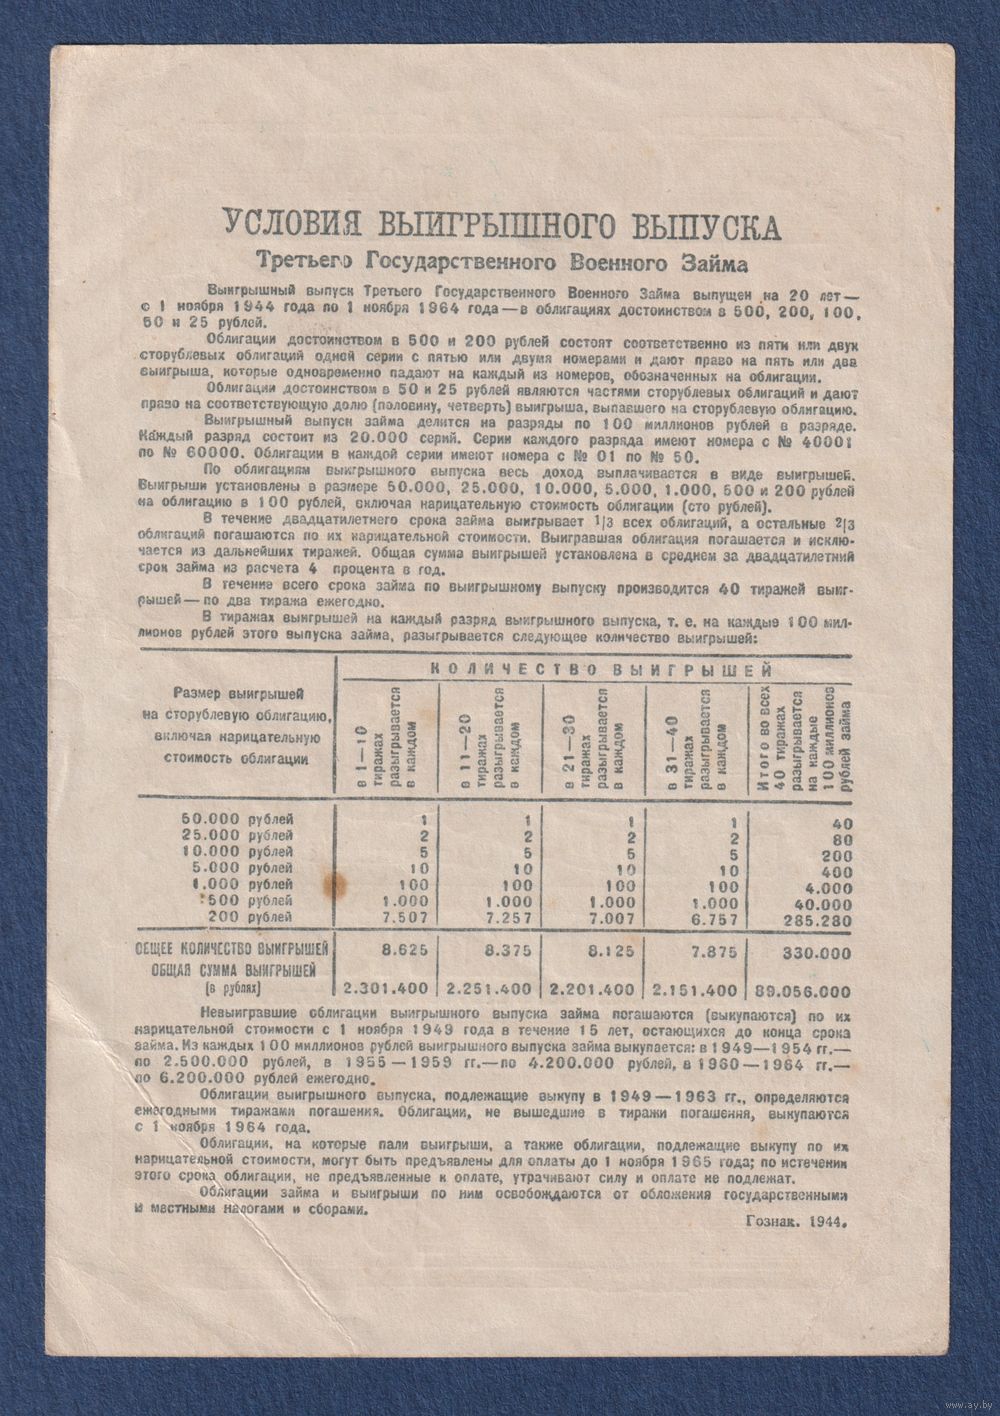 УСЛОВИЯ ВЫИГРЫШНОГО ВЫПУСКА
Третьего Государственного Военного Займа
Выигрышный выпуск Третьего Государственного Военного Займа выпущен на 20 лет—
с 1 ноября 1944 года по 1 ноября 1964 года—в облигациях достоинством в 500, 200, 100,
50 и 25 рублей.
Облигации достоинством в 500 и 200 рублей состоят соответственно из пяти или двух
сторублевых облигаций одной серии с пятью или двумя номерами и дают право на пять или два
выигрыша, которые одновременно падают на каждый из номеров, обозначенных на облигации.
Облигации достоинством в 50 и 25 рублей являются частями сторублевых облигаций и дают
право на соответствующую долю (половину, четверть) выигрыша, выпавшего на сторублевую облигацию.
Выигрышный выпуск займа делится на разряды по 100 миллионов рублей в разряде.
Каждый разряд состоит из 20.000 серий. Серии каждого разряда имеют номера с № 40001
по № 60000. Облигации в каждой серии имеют номера с № 01 по № 50.
По облигациям выигрышного выпуска весь доход выплачивается в виде выигрышей.
Выигрыши установлены в размере 50.000, 25.000, 10.000, 5.000, 1.000, 500 и 200 рублей
на облигацию в 100 рублей, включая нарицательную стоимость облигации (сто рублей).
В течение двадцатилетнего срока займа выигрывает 1/3 всех облигаций, а остальные 2/3
облигаций погашаются по их нарицательной стоимости. Выигравшая облигация погашается и исклю-
чается из дальнейших тиражей. Общая сумма выигрышей установлена в среднем за двадцатилетний
срок займа из расчета 4 процента в год.
В течение всего срока займа по выигрышному выпуску производится 40 тиражей выиг-
рышей—по два тиража ежегодно.
В тиражах выигрышей на каждый разряд выигрышного выпуска, т. е. на каждые 100 мил-
лионов рублей этого выпуска займа, разыгрывается следующее количество выигрышей:
Размер выигрышей
на сторублевую облигацию,
включая нарицательную
стоимость облигации
КОЛИЧЕСТВО ВЫИГРЫШЕЙ
в 1—10
тиражах
разыгрывается
в каждом
в 11—20
тиражах
разыгрывается
в каждом
в 21—30
тиражах
разыгрывается
в каждом
в 31—40
тиражах
разыгрывается
в каждом
Итого во всех
40 тиражах
разыгрывается
на каждые
100 миллионов
рублей займа
50.000 рублей 1 1 1 1 40
25.000 рублей 2 2 2 2 80
10.000 рублей 5 5 5 5 200
5.000 рублей 10 10 10 10 400
1.000 рублей 100 100 100 100 4.000
500 рублей 1.000 1.000 1.000 1.000 40.000
200 рублей 7.507 7.257 7.007 6.757 285.280
ОБЩЕЕ КОЛИЧЕСТВО ВЫИГРЫШЕЙ 8.625 8.375 8.125 7.875 330.000
ОБЩАЯ СУММА ВЫИГРЫШЕЙ
(в рублях) 2.301.400 2.251.400 2.201.400 2.151.400 89.056.000
Невыигравшие облигации выигрышного выпуска займа погашаются (выкупаются) по их
нарицательной стоимости с 1 ноября 1949 года в течение 15 лет, остающихся до конца срока
займа. Из каждых 100 миллионов рублей выигрышного выпуска займа выкупается: в 1949—1954 гг.—
по 2.500.000 рублей, в 1955—1959 гг.—по 4.200.000 рублей, в 1960—1964 гг.—
по 6.200.000 рублей ежегодно.
Облигации выигрышного выпуска, подлежащие выкупу в 1949—1963 гг., определяются
ежегодными тиражами погашения. Облигации, не вышедшие в тиражи погашения, выкупаются
с 1 ноября 1964 года.
Облигации, на которые пали выигрыши, а также облигации, подлежащие выкупу по их
нарицательной стоимости, могут быть предъявлены для оплаты до 1 ноября 1965 года; по истечении
этого срока облигации, не предъявленные к оплате, утрачивают силу и оплате не подлежат.
Облигации займа и выигрыши по ним освобождаются от обложения государственными
и местными налогами и сборами.
Гознак. 1944.
www.ay.by